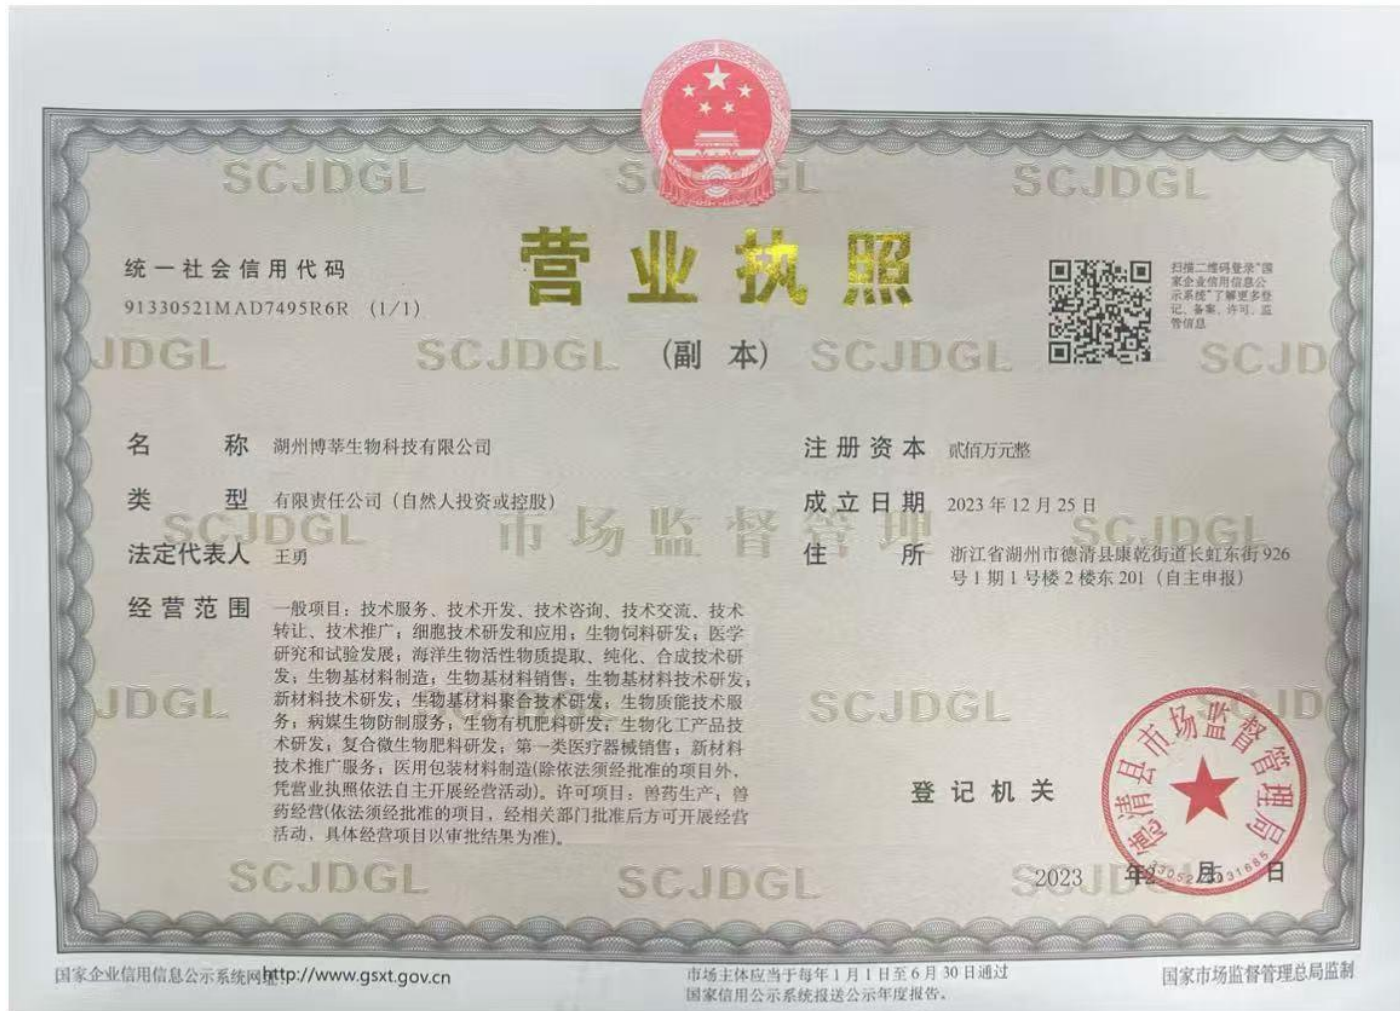 SCJDGL SCJDGL
营业执照
(副 本)
统一社会信用代码
91330521MAD7495R6R (1/1)
扫描二维码登录“国
家企业信用信息公
示系统”了解更多登
记、备案、许可、监
管信息
JDGL SCJDGL SCJDGL SCJD
名称 湖州博莘生物科技有限公司
类型 有限责任公司（自然人投资或控股）
法定代表人 王勇
经营范围 一般项目：技术服务、技术开发、技术咨询、技术交流、技术
转让、技术推广；细胞技术研发和应用；生物饲料研发；医学
研究和试验发展；海洋生物活性物质提取、纯化、合成技术研
发；生物基材料制造；生物基材料销售；生物基材料技术研发；
新材料技术研发；生物基材料聚合技术研发；生物质能技术服
务；病媒生物防制服务；生物有机肥料研发；生物化工产品技
术研发；复合微生物肥料研发；第一类医疗器械销售；新材料
技术推广服务；医用包装材料制造(除依法须经批准的项目外，
凭营业执照依法自主开展经营活动)。许可项目：兽药生产；兽
药经营(依法须经批准的项目，经相关部门批准后方可开展经营
活动，具体经营项目以审批结果为准)。
注册资本 贰佰万元整
成立日期 2023年12月25日
住所 浙江省湖州市德清县康乾街道长虹东街926
号1期1号楼2楼东201（自主申报）
SCJDGL 市场监督管理 SCJDGL
JDGL SCJDGL
登记机关
德清县市场监督管理局
2023 年 月 日
SCJDGL SCJDGL
国家企业信用信息公示系统网址:http://www.gsxt.gov.cn
市场主体应当于每年1月1日至6月30日通过
国家信用公示系统报送公示年度报告。
国家市场监督管理总局监制